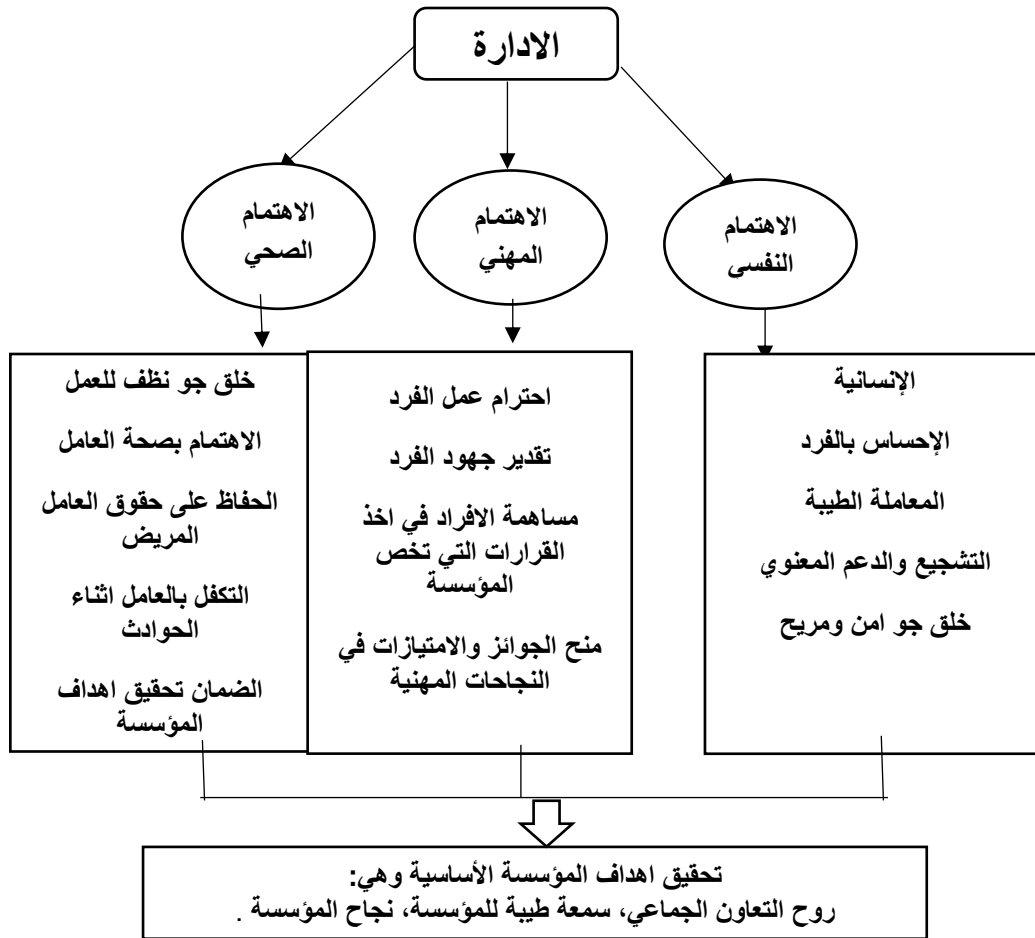 الادارة
الاهتمام
النفسي
الاهتمام
المهني
الاهتمام
الصحي
الإنسانية
الإحساس بالفرد
المعاملة الطيبة
التشجيع والدعم المعنوي
خلق جو امن ومريح
احترام عمل الفرد
تقدير جهود الفرد
مساهمة الافراد في اخذ
القرارات التي تخص
المؤسسة
منح الجوائز والامتيازات في
النجاحات المهنية
خلق جو نظف للعمل
الاهتمام بصحة العامل
الحفاظ على حقوق العامل
المريض
التكفل بالعامل اثناء
الحوادث
الضمان تحقيق اهداف
المؤسسة
تحقيق اهداف المؤسسة الأساسية وهي:
روح التعاون الجماعي، سمعة طيبة للمؤسسة، نجاح المؤسسة .